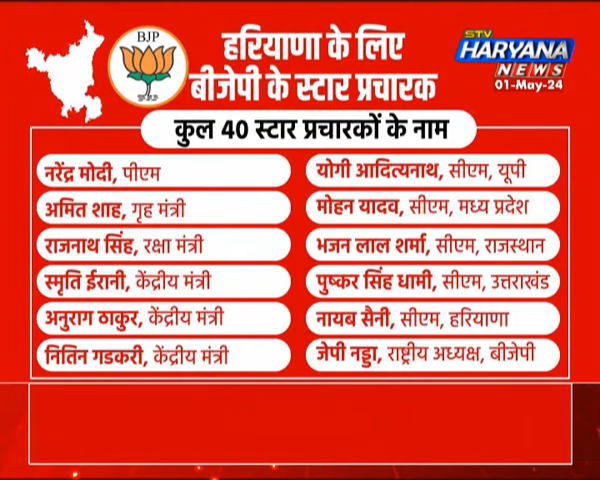 BJP
हरियाणा के लिए
बीजेपी के स्टार प्रचारक
STV
HARYANA
NEWS
01-May-24
कुल 40 स्टार प्रचारकों के नाम
नरेंद्र मोदी, पीएम
अमित शाह, गृह मंत्री
राजनाथ सिंह, रक्षा मंत्री
स्मृति ईरानी, केंद्रीय मंत्री
अनुराग ठाकुर, केंद्रीय मंत्री
नितिन गडकरी, केंद्रीय मंत्री
योगी आदित्यनाथ, सीएम, यूपी
मोहन यादव, सीएम, मध्य प्रदेश
भजन लाल शर्मा, सीएम, राजस्थान
पुष्कर सिंह धामी, सीएम, उत्तराखंड
नायब सैनी, सीएम, हरियाणा
जेपी नड्डा, राष्ट्रीय अध्यक्ष, बीजेपी